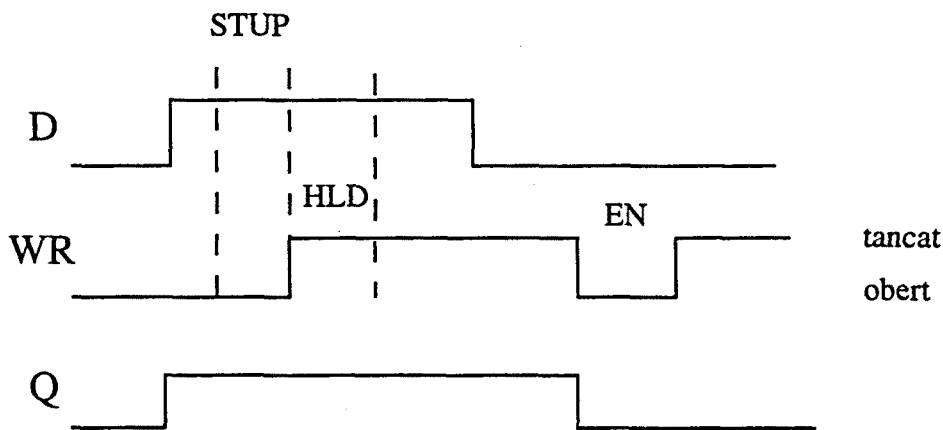 STUP
D
HLD
EN
WR
tancat
obert
Q